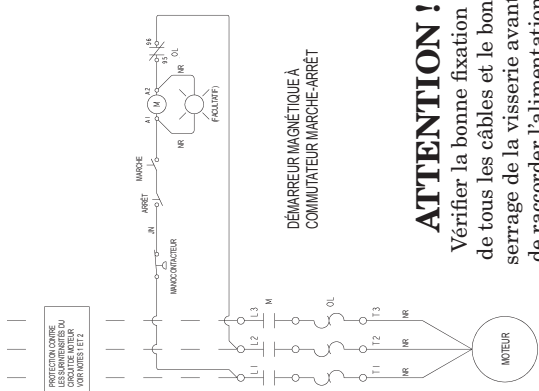 PROTECTION CONTRE
LES SURINTENSITÉS DU
CIRCUIT DE MOTEUR
VOIR NOTES 1 ET 2
MANOCONTACTEUR
JN
ARRÊT
MARCHE
A1
M
A2
NR
NR
(FACULTATIF)
95
96
OL
L1
L2
L3
M
OL
T1
T2
T3
NR
NR
NR
MOTEUR
DÉMARREUR MAGNÉTIQUE À
COMMUTATEUR MARCHE-ARRÊT
ATTENTION !
Vérifier la bonne fixation
de tous les câbles et le bon
serrage de la visserie avant
de raccorder l'alimentation